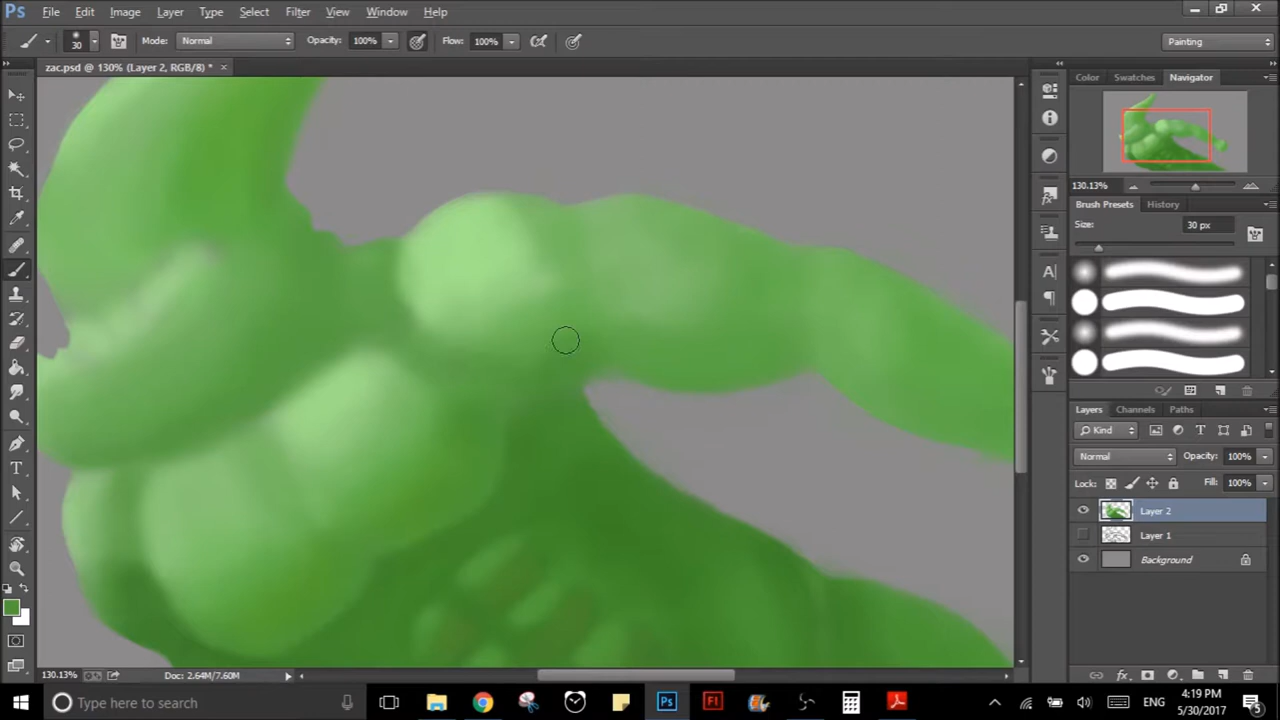 Ps File Edit Image Layer Type Select Filter View Window Help
30 Mode: Normal Opacity: 100% Flow: 100% Painting
zac.psd @ 130% (Layer 2, RGB/8) * ×
Color Swatches Navigator
130.13%
Brush Presets History
Size: 30 px
Layers Channels Paths
Kind
Normal Opacity: 100%
Lock: Fill: 100%
Layer 2
Layer 1
Background
130.13% Doc: 2.64M/7.60M
Type here to search
Ps Fl ENG 4:19 PM
5/30/2017 5